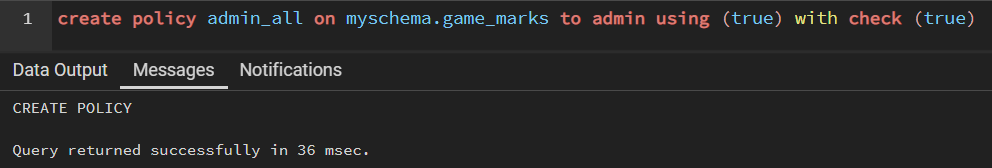 1 create policy admin_all on myschema.game_marks to admin using (true) with check (true)
Data Output Messages Notifications
CREATE POLICY
Query returned successfully in 36 msec.